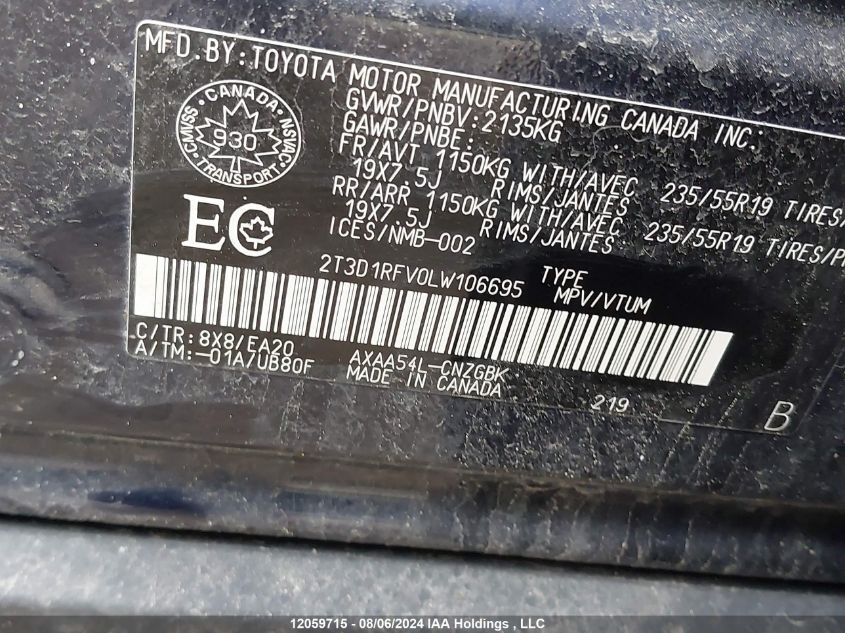 MFD.BY:TOYOTA MOTOR MANUFACTURING CANADA INC.
GVWR/PNBV:2135KG
GAWR/PNBE:
FR/AVT 1150KG WITH/AVEC 235/55R19 TIRES/
19X7.5J RIMS/JANTES
RR/ARR 1150KG WITH/AVEC 235/55R19 TIRES/P
19X7.5J RIMS/JANTES
ICES/NMB-002
CANADA
CMVSS NSVAC
930
TRANSPORT
EC
2T3D1RFV0LW106695 TYPE
MPV/VTUM
C/TR:8X8/EA20 AXAA54L-CNZGBK
A/TM:-01A/UB80F MADE IN CANADA
219
B
12059715 - 08/06/2024 IAA Holdings , LLC